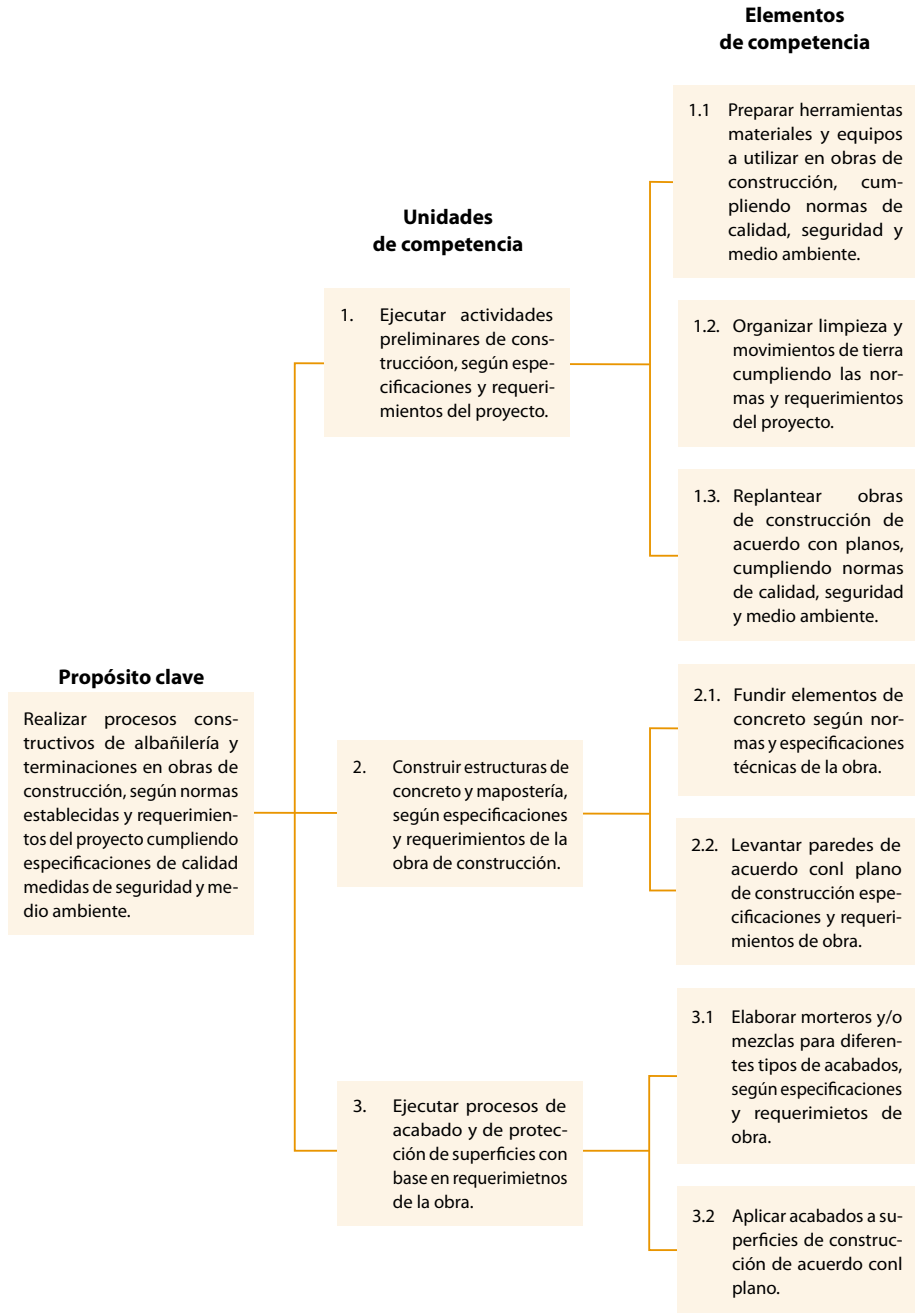 Elementos
de competencia
1.1 Preparar herramientas
materiales y equipos
a utilizar en obras de
construcción, cum-
pliendo normas de
calidad, seguridad y
medio ambiente.
Unidades
de competencia
1. Ejecutar actividades
preliminares de cons-
truccióon, según espe-
cificaciones y requeri-
mientos del proyecto.
1.2. Organizar limpieza y
movimientos de tierra
cumpliendo las nor-
mas y requerimientos
del proyecto.
1.3. Replantear obras
de construcción de
acuerdo con planos,
cumpliendo normas
de calidad, seguridad
y medio ambiente.
Propósito clave
Realizar procesos cons-
tructivos de albañilería y
terminaciones en obras de
construcción, según normas
establecidas y requerimien-
tos del proyecto cumpliendo
especificaciones de calidad
medidas de seguridad y me-
dio ambiente.
2. Construir estructuras de
concreto y mapostería,
según especificaciones
y requerimientos de la
obra de construcción.
2.1. Fundir elementos de
concreto según nor-
mas y especificaciones
técnicas de la obra.
2.2. Levantar paredes de
acuerdo conl plano
de construcción espe-
cificaciones y requeri-
mientos de obra.
3. Ejecutar procesos de
acabado y de protec-
ción de superficies con
base en requerimietnos
de la obra.
3.1 Elaborar morteros y/o
mezclas para diferen-
tes tipos de acabados,
según especificaciones
y requerimietos de
obra.
3.2 Aplicar acabados a su-
perficies de construc-
ción de acuerdo conl
plano.